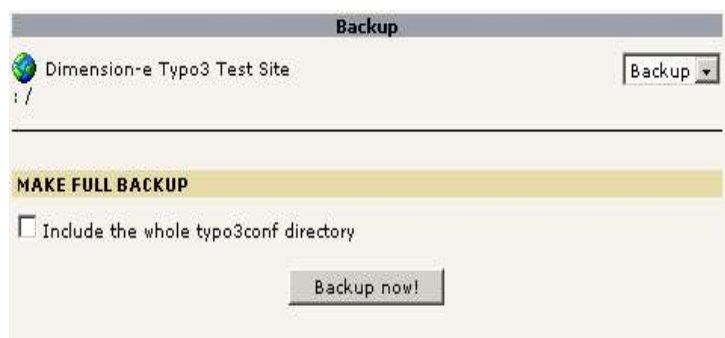 Backup
Dimension-e Typo3 Test Site
Backup
: /
MAKE FULL BACKUP
Include the whole typo3conf directory
Backup now!